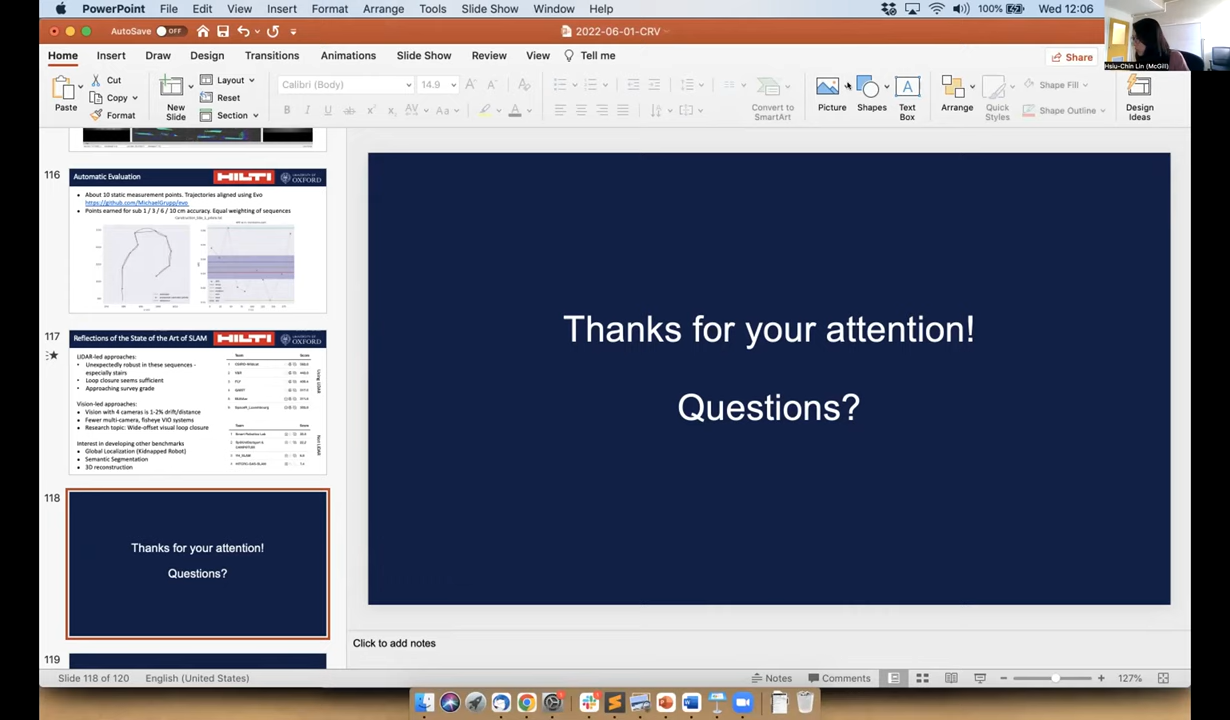 PowerPoint File Edit View Insert Format Arrange Tools Slide Show Window Help 100% Wed 12:06
AutoSave OFF 2022-06-01-CRV
Home Insert Draw Design Transitions Animations Slide Show Review View Tell me Share
Hsiu-Chin Lin (McGill)
Paste Cut Copy Format
New Slide Layout Reset Section
Calibri (Body) 14.9
Convert to SmartArt
Picture Shapes Text Box Arrange Quick Styles Shape Fill Shape Outline Design Ideas
116
Automatic Evaluation HILTI UNIVERSITY OF OXFORD
About 10 static measurement points. Trajectories aligned using Evo
https://github.com/MichaelGrupp/evo
Points earned for sub 1 / 3 / 6 / 10 cm accuracy. Equal weighting of sequences
117
Reflections of the State of the Art of SLAM HILTI UNIVERSITY OF OXFORD
LIDAR-led approaches:
Unexpectedly robust in these sequences - especially stairs
Loop closure seems sufficient
Approaching survey grade
Vision-led approaches:
Vision with 4 cameras is 1-2% drift/distance
Fewer multi-camera, fisheye VIO systems
Research topic: Wide-offset visual loop closure
Interest in developing other benchmarks
Global Localization (Kidnapped Robot)
Semantic Segmentation
3D reconstruction
118
Thanks for your attention!
Questions?
119
Thanks for your attention!
Questions?
Click to add notes
Slide 118 of 120 English (United States) Notes Comments 127%